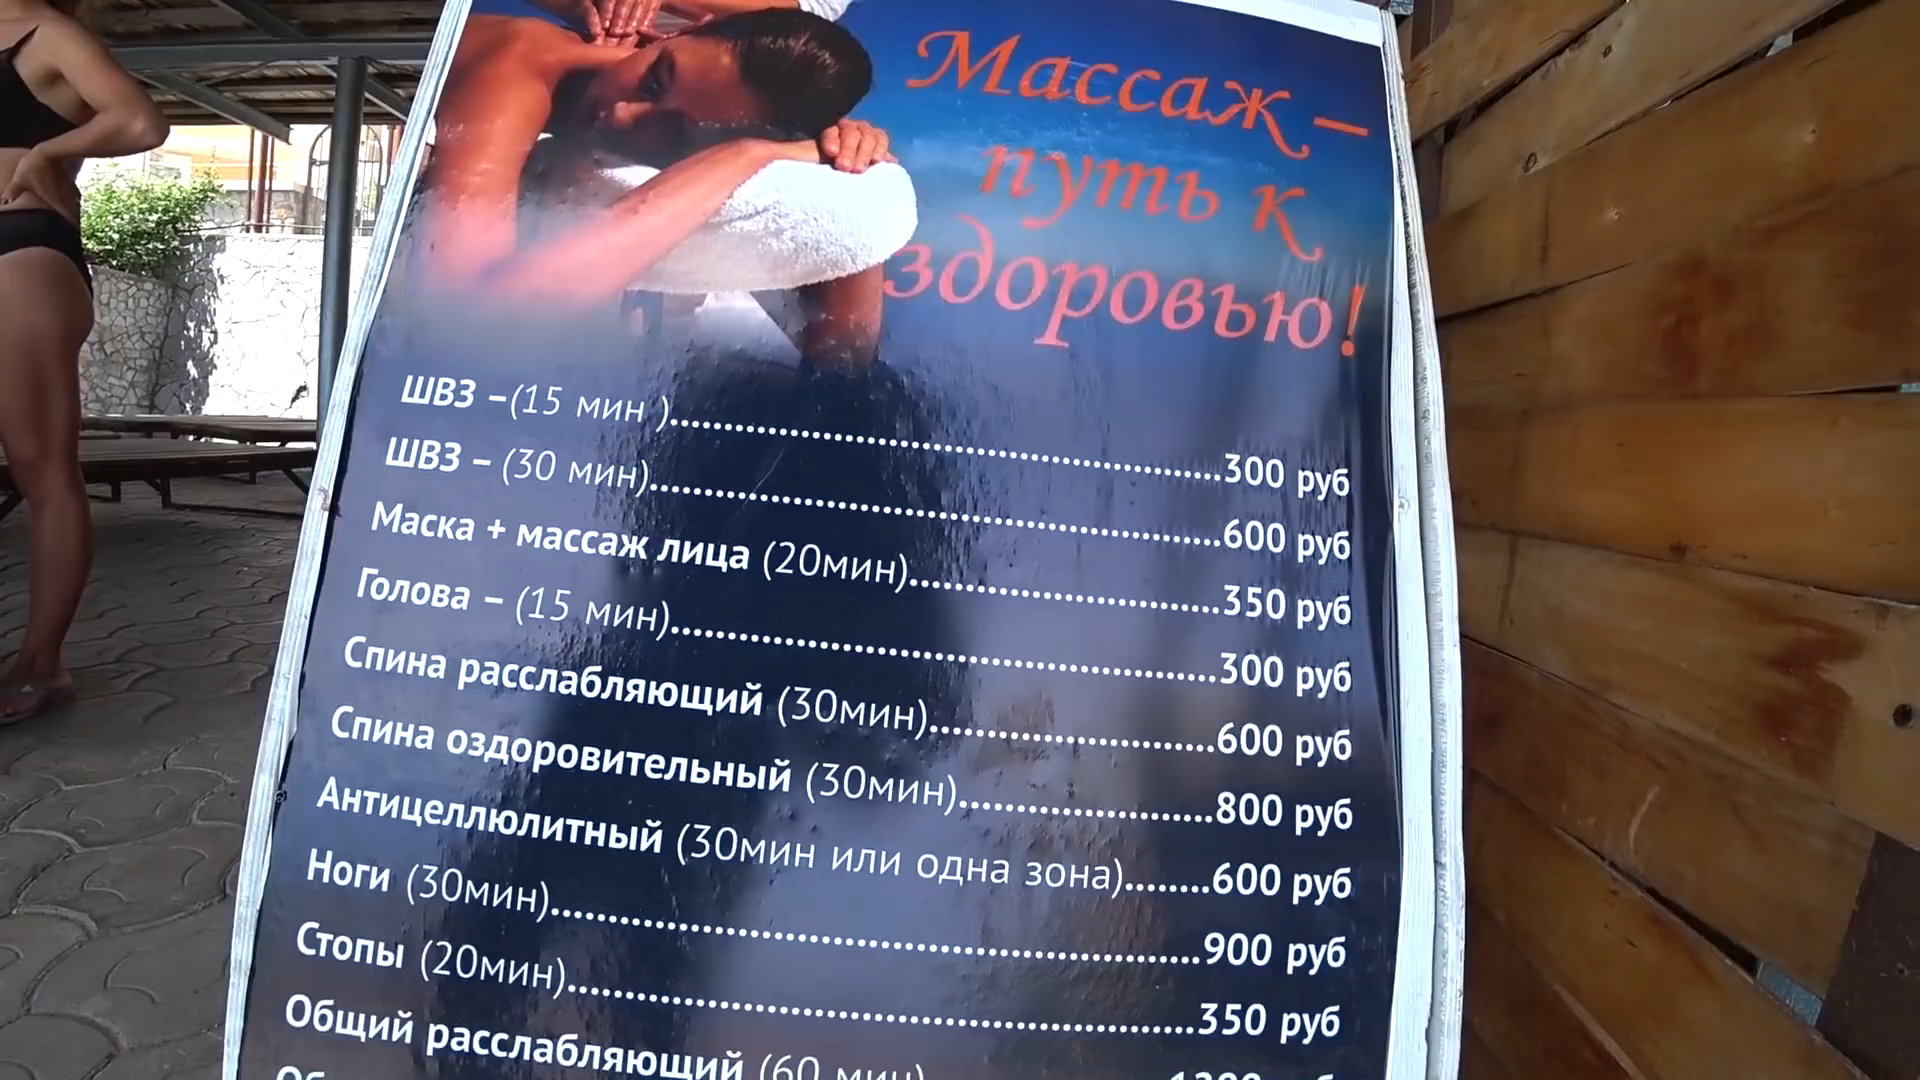 Массаж –
путь к
здоровью!
ШВЗ –(15 мин )........300 руб
ШВЗ – (30 мин)........600 руб
Маска + массаж лица (20мин)........350 руб
Голова – (15 мин)........300 руб
Спина расслабляющий (30мин)........600 руб
Спина оздоровительный (30мин)........800 руб
Антицеллюлитный (30мин или одна зона)........600 руб
Ноги (30мин)........900 руб
Стопы (20мин)........350 руб
Общий расслабляющий (60 мин)